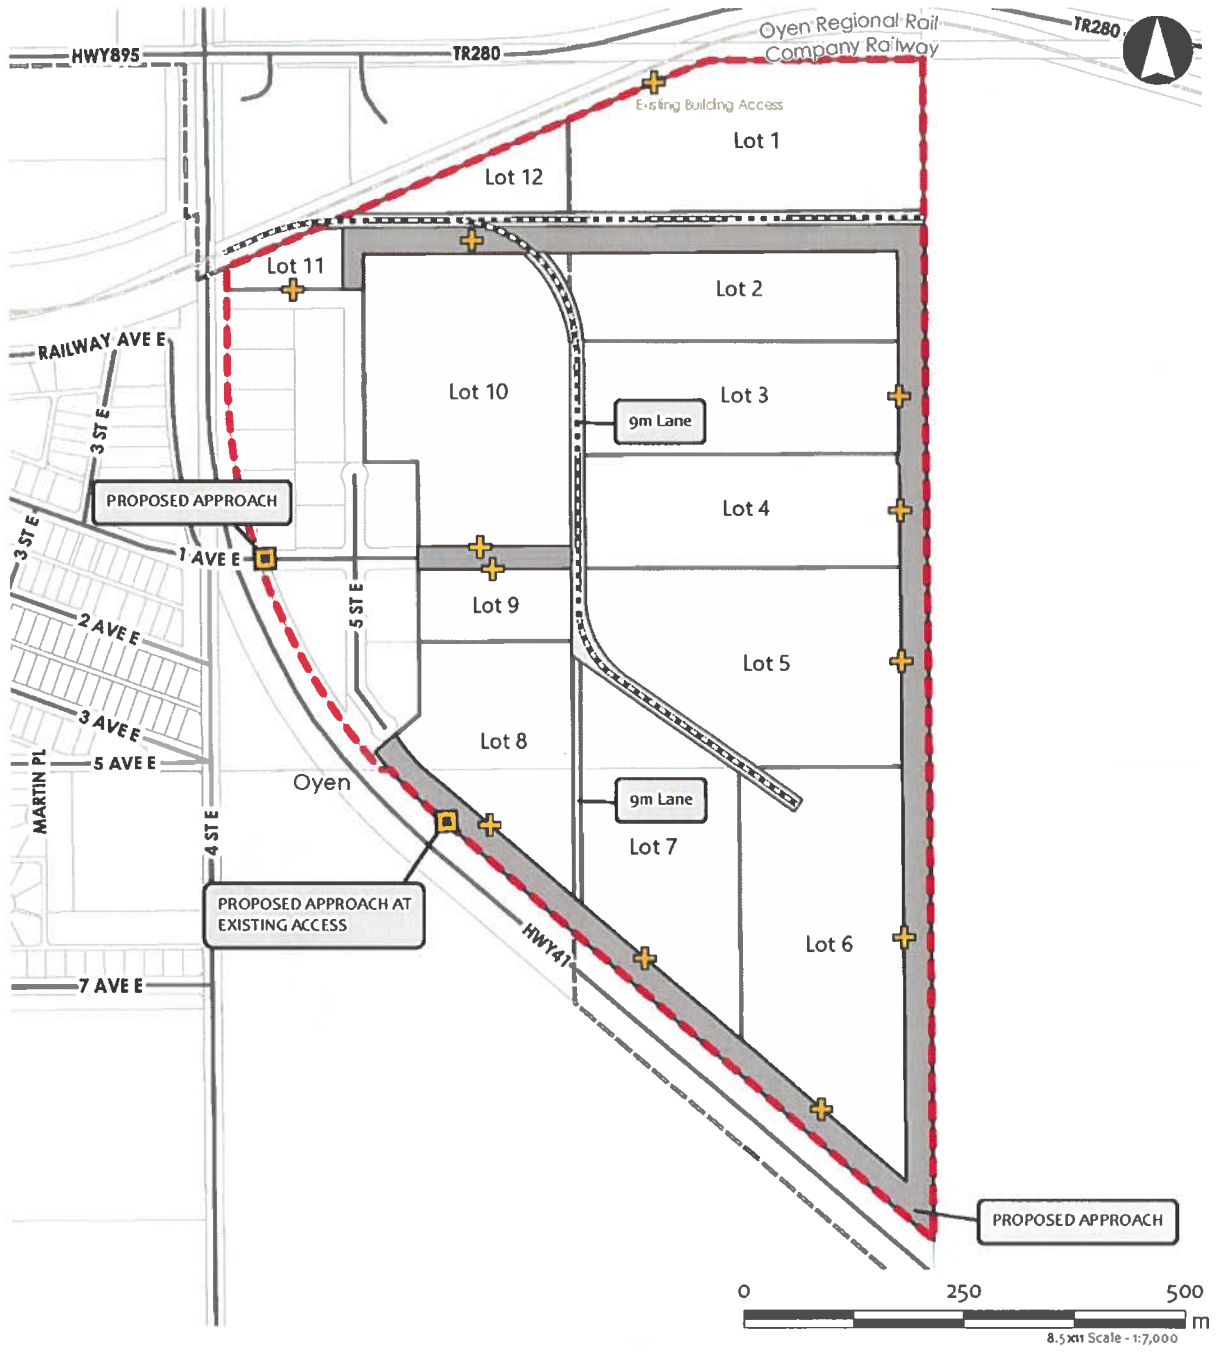 Oyen Regional Rail
Company Railway
TR280
HWY895
TR280
Existing Building Access
Lot 1
Lot 12
Lot 11
Lot 2
RAILWAY AVE E
Lot 10
Lot 3
9m Lane
3 ST E
PROPOSED APPROACH
Lot 4
3 ST E
1 AVE E
5 ST E
Lot 9
2 AVE E
Lot 5
3 AVE E
Lot 8
5 AVE E
MARTIN PL
Oyen
9m Lane
4 ST E
Lot 7
PROPOSED APPROACH AT
EXISTING ACCESS
HWY41
Lot 6
7 AVE E
PROPOSED APPROACH
0 250 500
m
8.5x11 Scale - 1:7,000